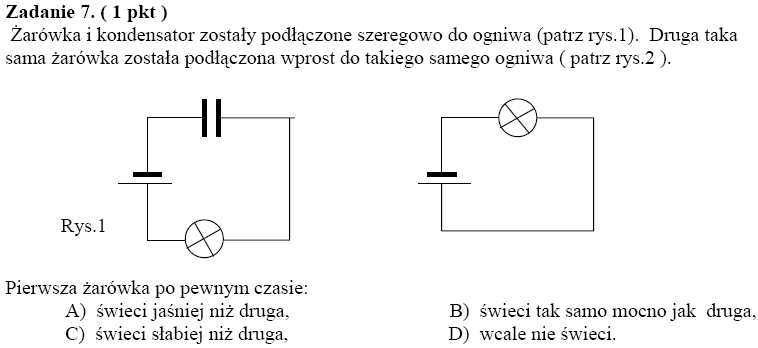 Zadanie 7. ( 1 pkt )
Żarówka i kondensator zostały podłączone szeregowo do ogniwa (patrz rys.1). Druga taka
sama żarówka została podłączona wprost do takiego samego ogniwa ( patrz rys.2 ).
Rys.1
Pierwsza żarówka po pewnym czasie:
A) świeci jaśniej niż druga,
B) świeci tak samo mocno jak druga,
C) świeci słabiej niż druga,
D) wcale nie świeci.